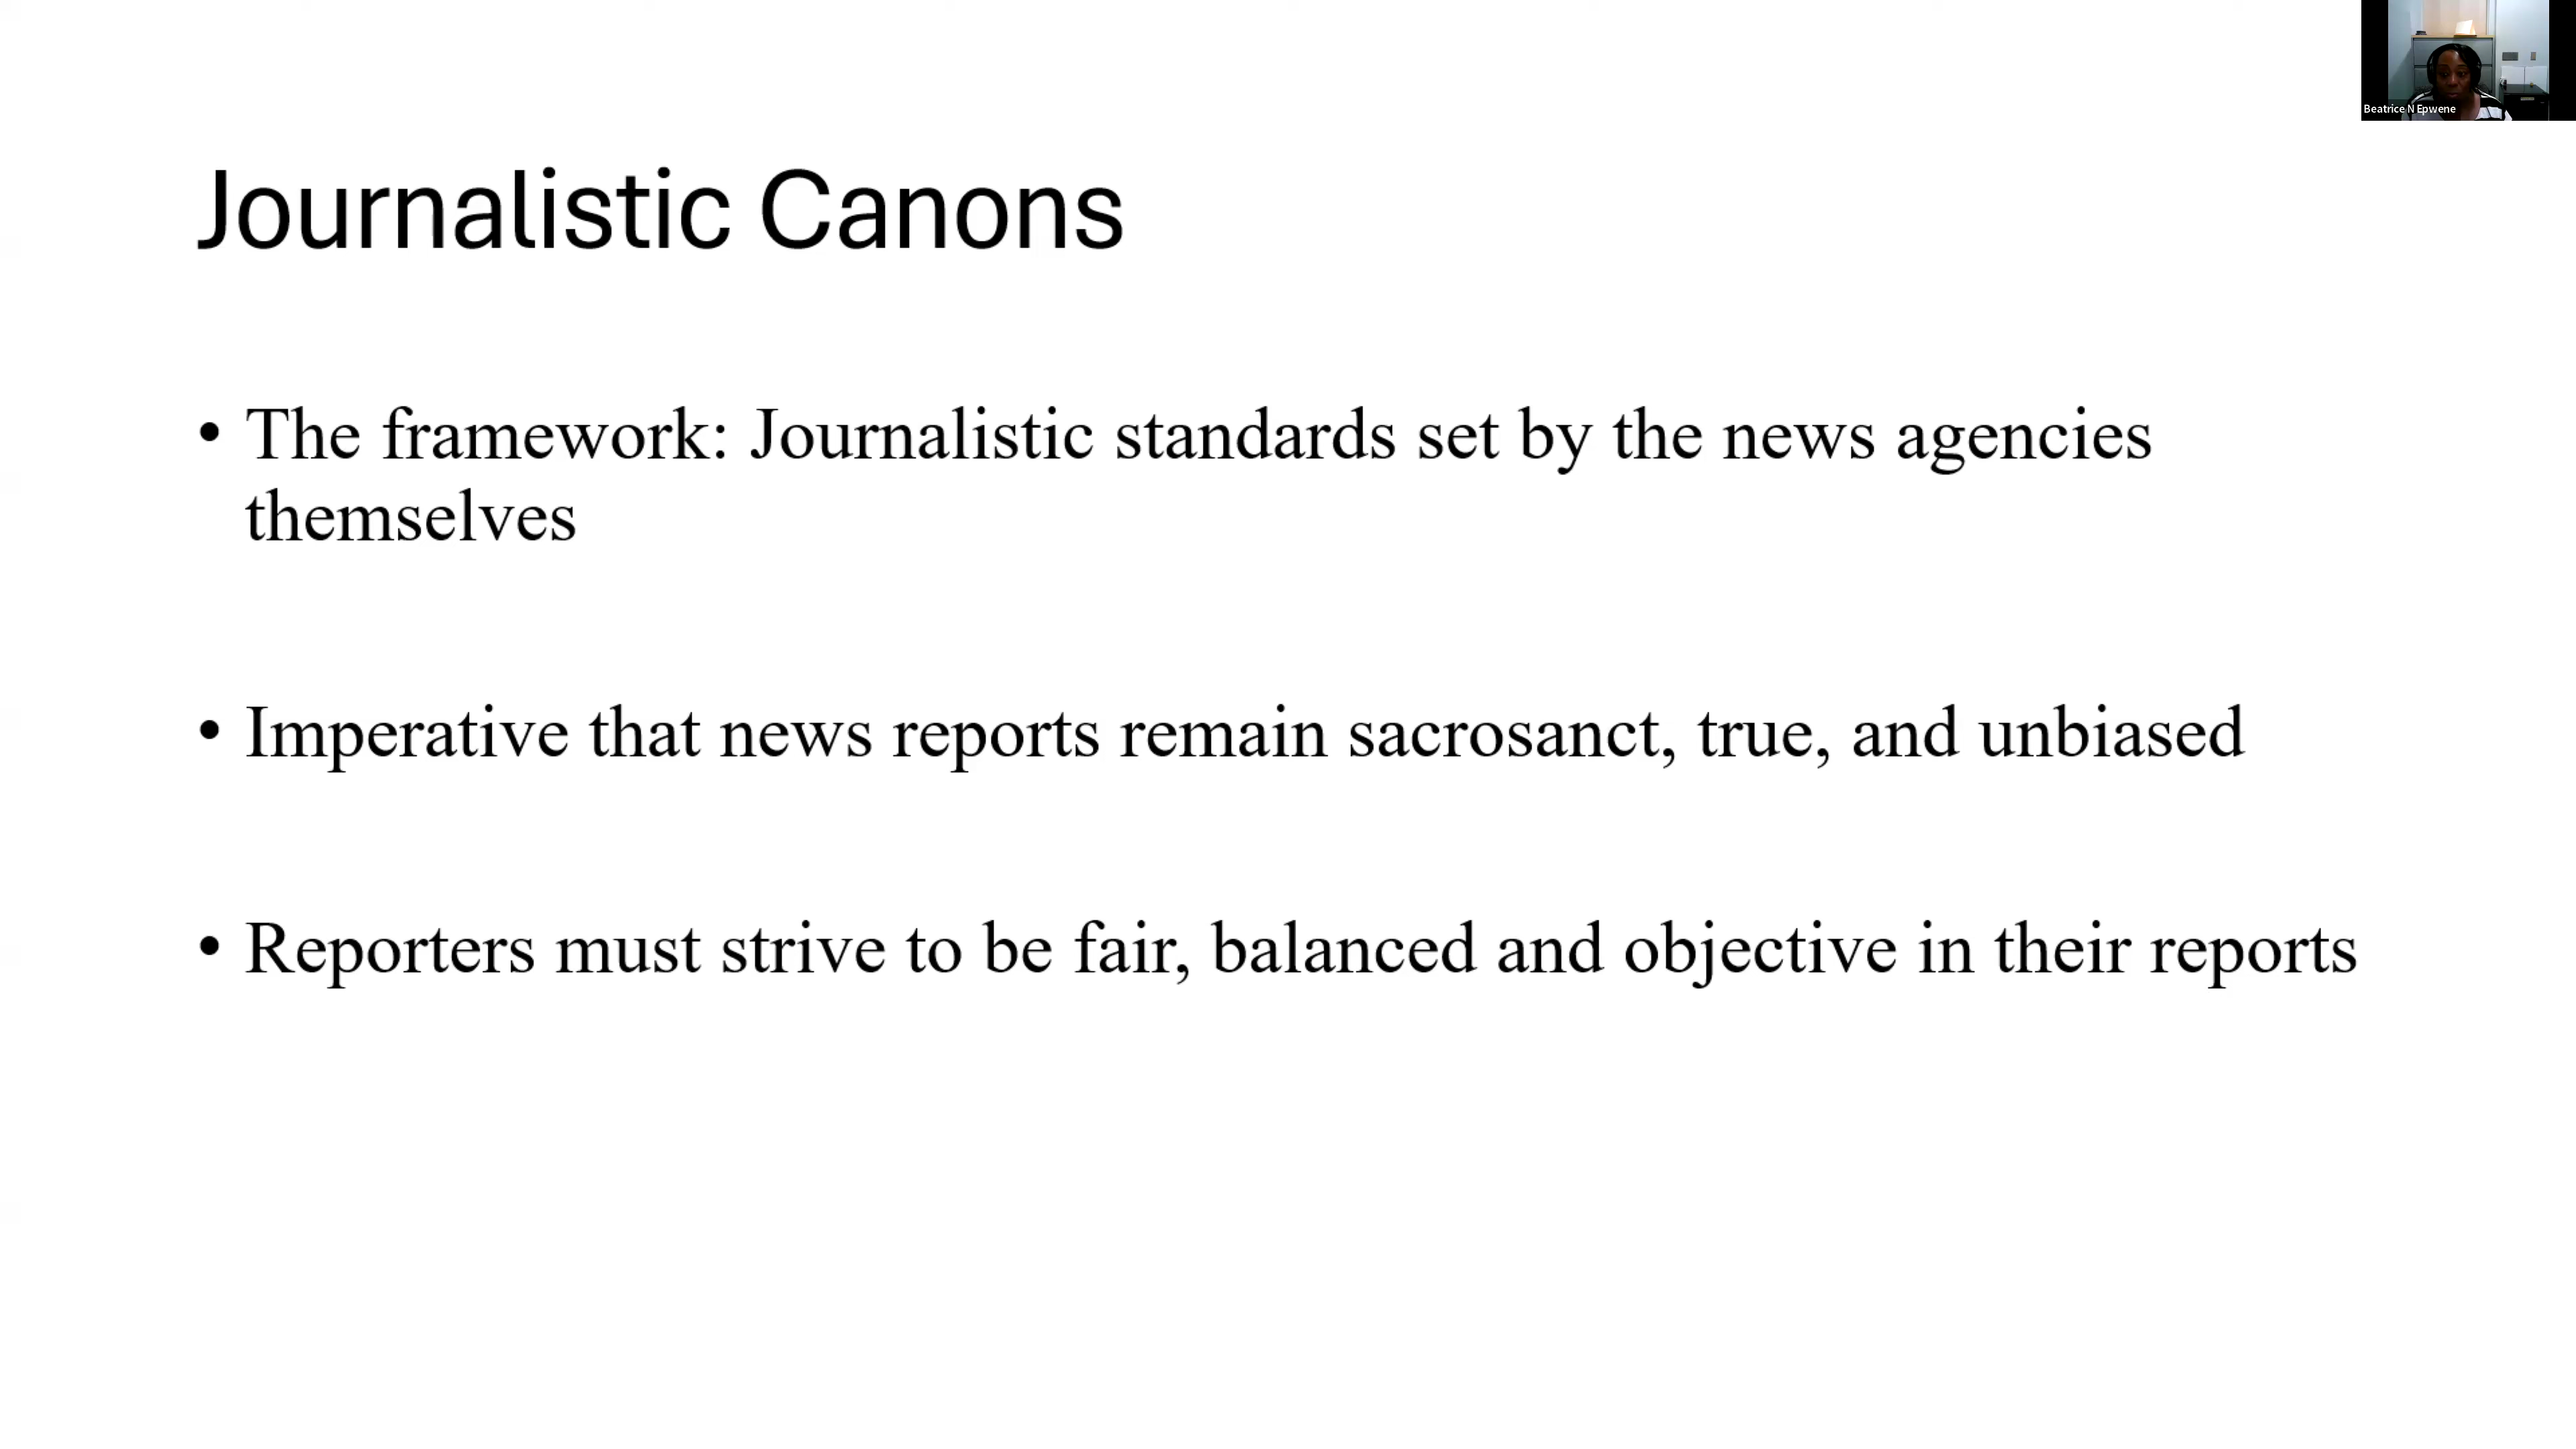 Beatrice N Epwene
Journalistic Canons
• The framework: Journalistic standards set by the news agencies
themselves
• Imperative that news reports remain sacrosanct, true, and unbiased
• Reporters must strive to be fair, balanced and objective in their reports